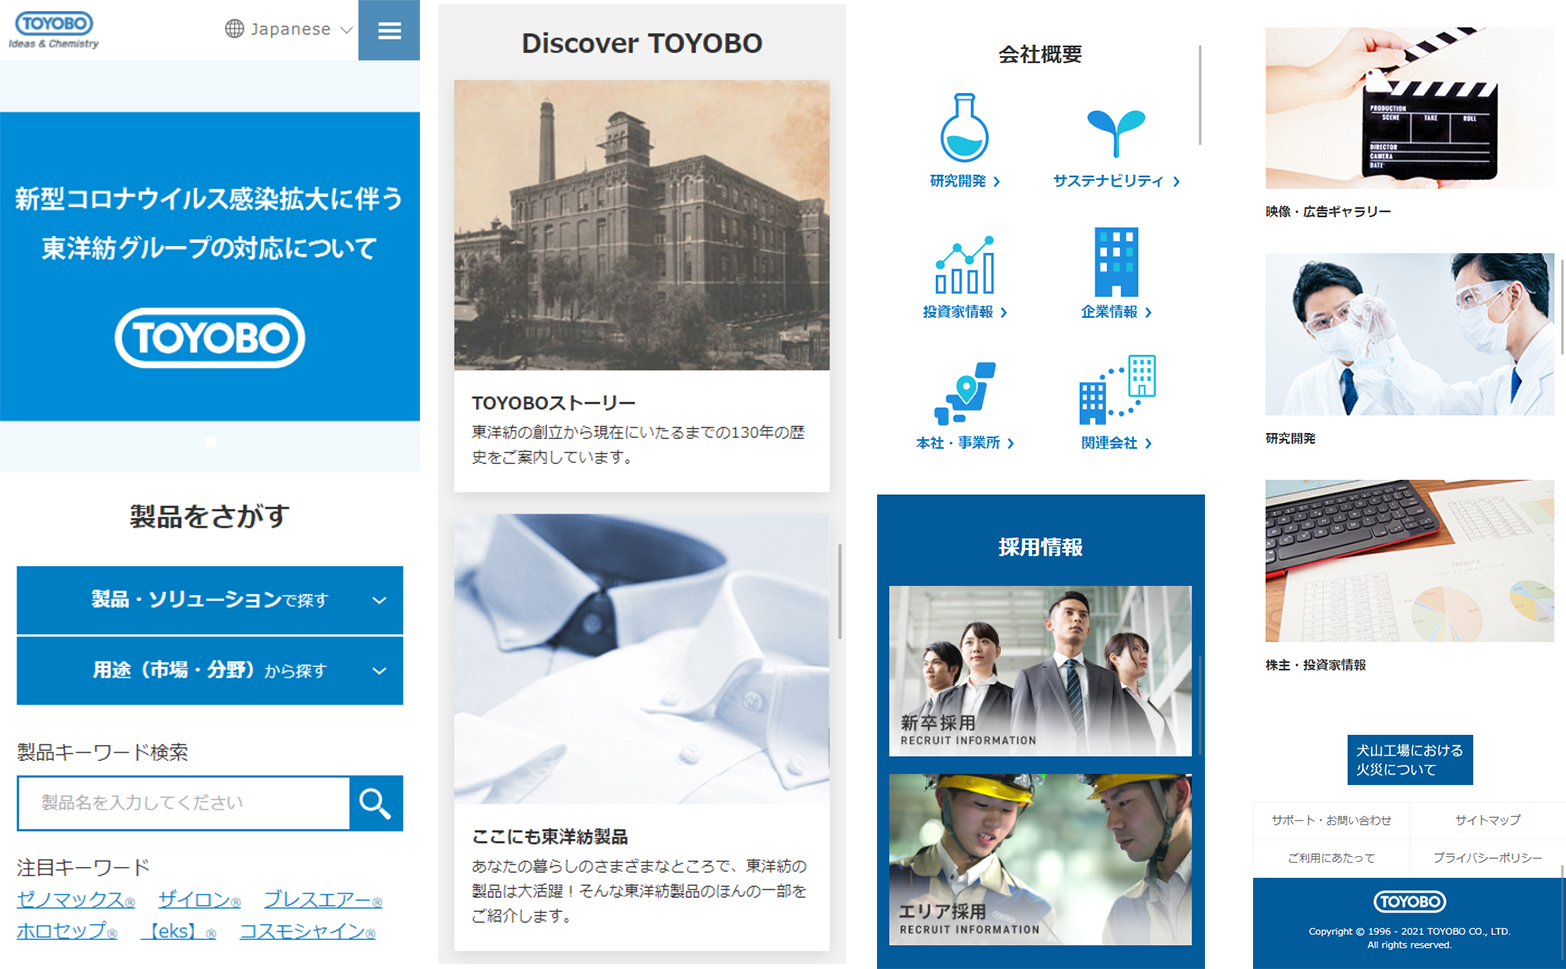 TOYOBO
Ideas & Chemistry
Japanese
新型コロナウイルス感染拡大に伴う
東洋紡グループの対応について
TOYOBO
製品をさがす
製品・ソリューションで探す
用途（市場・分野）から探す
製品キーワード検索
製品名を入力してください
注目キーワード
ゼノマックス® ザイロン® ブレスエアー®
ホロセップ® 【eks】® コスモシャイン®
Discover TOYOBO
TOYOBOストーリー
東洋紡の創立から現在にいたるまでの130年の歴
史をご案内しています。
ここにも東洋紡製品
あなたの暮らしのさまざまなところで、東洋紡の
製品は大活躍！そんな東洋紡製品のほんの一部を
ご紹介します。
会社概要
研究開発 サステナビリティ
投資家情報 企業情報
本社・事業所 関連会社
採用情報
新卒採用
RECRUIT INFORMATION
エリア採用
RECRUIT INFORMATION
PRODUCTION
SCENE TAKE ROLL
DIRECTOR
CAMERA
DATE
映像・広告ギャラリー
研究開発
株主・投資家情報
犬山工場における
火災について
サポート・お問い合わせ サイトマップ
ご利用にあたって プライバシーポリシー
TOYOBO
Copyright © 1996 - 2021 TOYOBO CO., LTD.
All rights reserved.